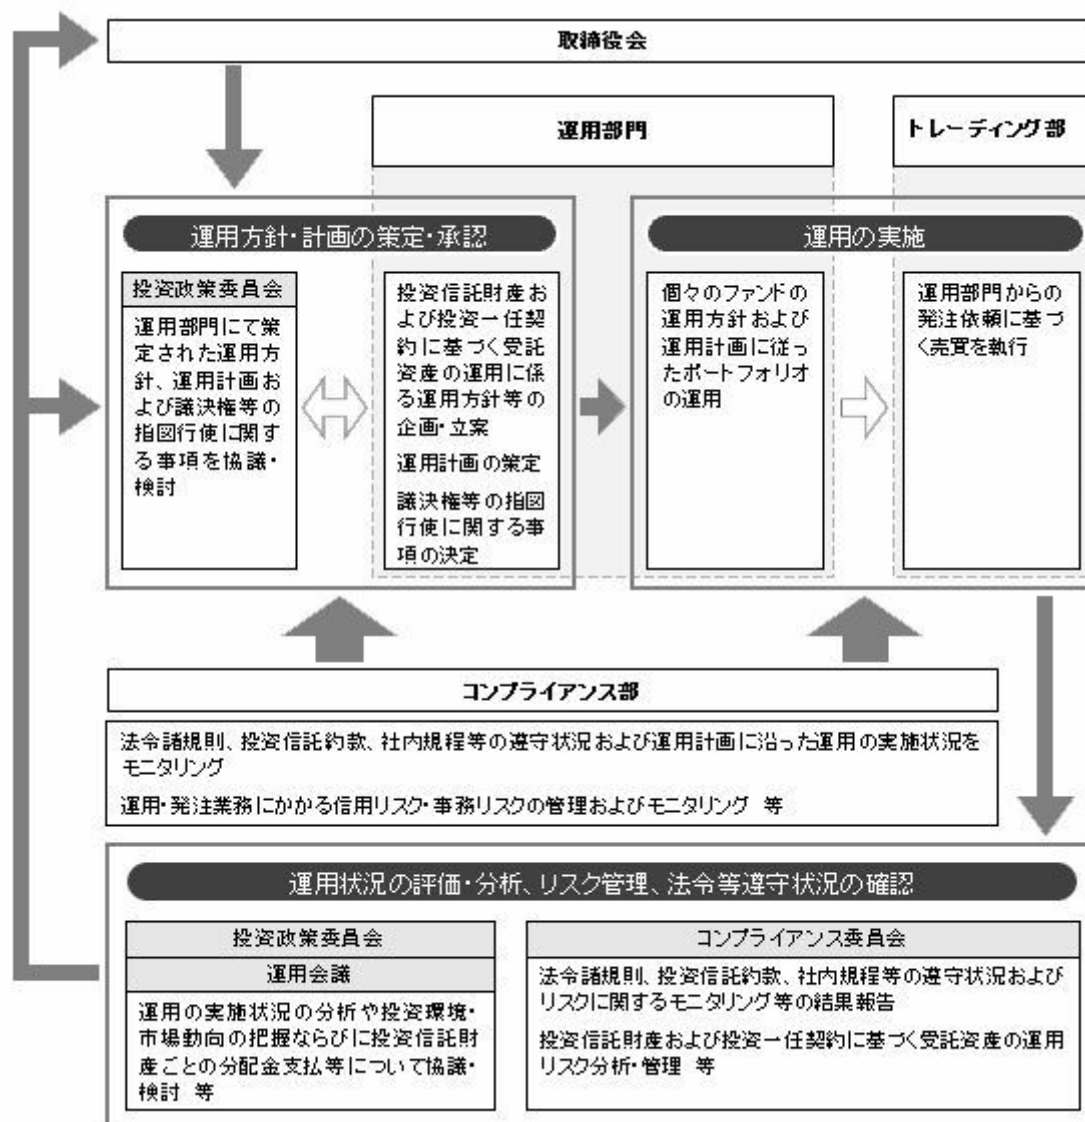 取締役会
運用部門
トレーディング部
運用方針・計画の策定・承認
投資政策委員会
運用部門にて策
定された運用方
針、運用計画お
よび議決権等の
指図行使に関す
る事項を協議・
検討
投資信託財産お
よび投資一任契
約に基づく受託
資産の運用に係
る運用方針等の
企画・立案
運用計画の策定
議決権等の指図
行使に関する事
項の決定
運用の実施
個々のファンドの
運用方針および
運用計画に従っ
たポートフォリオ
の運用
運用部門からの
発注依頼に基づ
く売買を執行
コンプライアンス部
法令諸規則、投資信託約款、社内規程等の遵守状況および運用計画に沿った運用の実施状況を
モニタリング
運用・発注業務にかかる信用リスク・事務リスクの管理およびモニタリング 等
運用状況の評価・分析、リスク管理、法令等遵守状況の確認
投資政策委員会
運用会議
運用の実施状況の分析や投資環境・
市場動向の把握ならびに投資信託財
産ごとの分配金支払等について協議・
検討 等
コンプライアンス委員会
法令諸規則、投資信託約款、社内規程等の遵守状況および
リスクに関するモニタリング等の結果報告
投資信託財産および投資一任契約に基づく受託資産の運用
リスク分析・管理 等